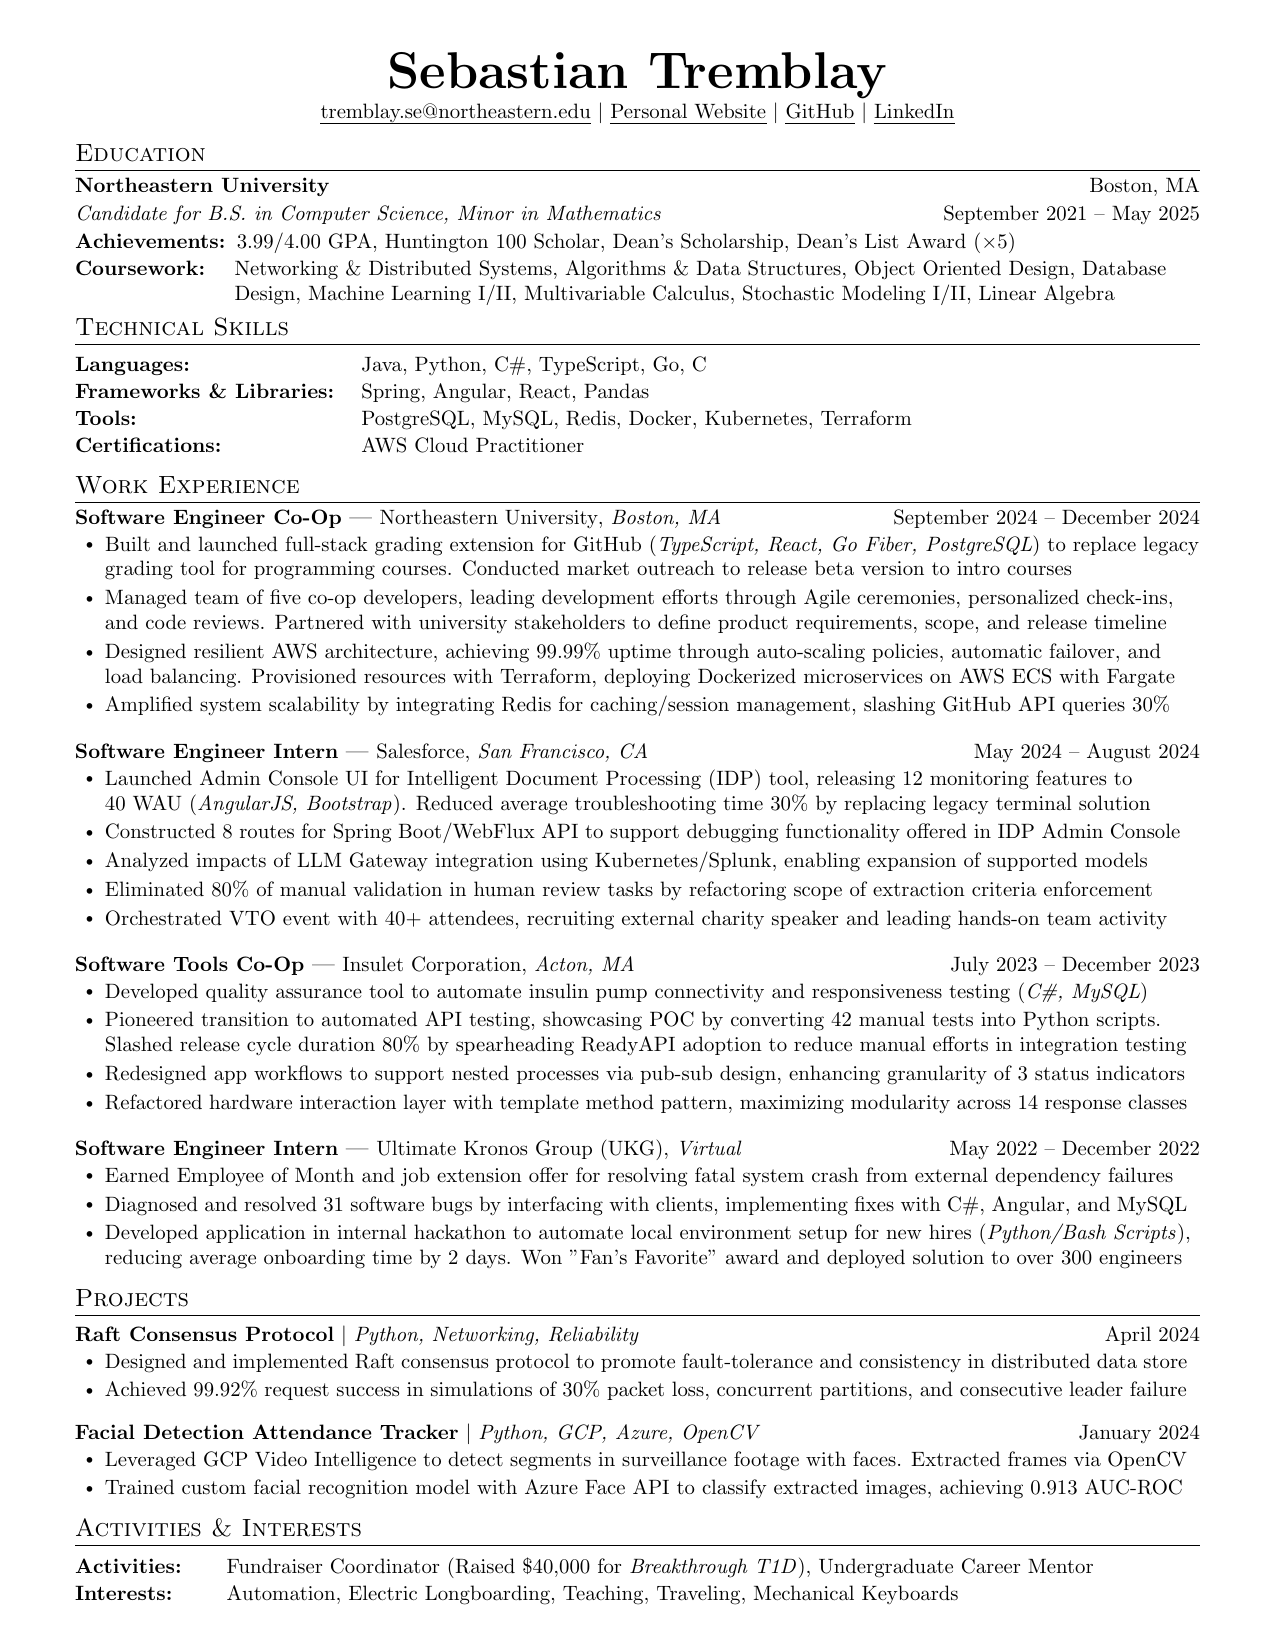 Sebastian Tremblay
tremblay.se@northeastern.edu | Personal Website | GitHub | LinkedIn
Education
Northeastern University Boston, MA
Candidate for B.S. in Computer Science, Minor in Mathematics September 2021 – May 2025
Achievements: 3.99/4.00 GPA, Huntington 100 Scholar, Dean's Scholarship, Dean's List Award (×5)
Coursework: Networking & Distributed Systems, Algorithms & Data Structures, Object Oriented Design, Database
Design, Machine Learning I/II, Multivariable Calculus, Stochastic Modeling I/II, Linear Algebra
Technical Skills
Languages: Java, Python, C#, TypeScript, Go, C
Frameworks & Libraries: Spring, Angular, React, Pandas
Tools: PostgreSQL, MySQL, Redis, Docker, Kubernetes, Terraform
Certifications: AWS Cloud Practitioner
Work Experience
Software Engineer Co-Op — Northeastern University, Boston, MA September 2024 – December 2024
• Built and launched full-stack grading extension for GitHub (TypeScript, React, Go Fiber, PostgreSQL) to replace legacy
grading tool for programming courses. Conducted market outreach to release beta version to intro courses
• Managed team of five co-op developers, leading development efforts through Agile ceremonies, personalized check-ins,
and code reviews. Partnered with university stakeholders to define product requirements, scope, and release timeline
• Designed resilient AWS architecture, achieving 99.99% uptime through auto-scaling policies, automatic failover, and
load balancing. Provisioned resources with Terraform, deploying Dockerized microservices on AWS ECS with Fargate
• Amplified system scalability by integrating Redis for caching/session management, slashing GitHub API queries 30%
Software Engineer Intern — Salesforce, San Francisco, CA May 2024 – August 2024
• Launched Admin Console UI for Intelligent Document Processing (IDP) tool, releasing 12 monitoring features to
40 WAU (AngularJS, Bootstrap). Reduced average troubleshooting time 30% by replacing legacy terminal solution
• Constructed 8 routes for Spring Boot/WebFlux API to support debugging functionality offered in IDP Admin Console
• Analyzed impacts of LLM Gateway integration using Kubernetes/Splunk, enabling expansion of supported models
• Eliminated 80% of manual validation in human review tasks by refactoring scope of extraction criteria enforcement
• Orchestrated VTO event with 40+ attendees, recruiting external charity speaker and leading hands-on team activity
Software Tools Co-Op — Insulet Corporation, Acton, MA July 2023 – December 2023
• Developed quality assurance tool to automate insulin pump connectivity and responsiveness testing (C#, MySQL)
• Pioneered transition to automated API testing, showcasing POC by converting 42 manual tests into Python scripts.
Slashed release cycle duration 80% by spearheading ReadyAPI adoption to reduce manual efforts in integration testing
• Redesigned app workflows to support nested processes via pub-sub design, enhancing granularity of 3 status indicators
• Refactored hardware interaction layer with template method pattern, maximizing modularity across 14 response classes
Software Engineer Intern — Ultimate Kronos Group (UKG), Virtual May 2022 – December 2022
• Earned Employee of Month and job extension offer for resolving fatal system crash from external dependency failures
• Diagnosed and resolved 31 software bugs by interfacing with clients, implementing fixes with C#, Angular, and MySQL
• Developed application in internal hackathon to automate local environment setup for new hires (Python/Bash Scripts),
reducing average onboarding time by 2 days. Won ”Fan's Favorite” award and deployed solution to over 300 engineers
Projects
Raft Consensus Protocol | Python, Networking, Reliability April 2024
• Designed and implemented Raft consensus protocol to promote fault-tolerance and consistency in distributed data store
• Achieved 99.92% request success in simulations of 30% packet loss, concurrent partitions, and consecutive leader failure
Facial Detection Attendance Tracker | Python, GCP, Azure, OpenCV January 2024
• Leveraged GCP Video Intelligence to detect segments in surveillance footage with faces. Extracted frames via OpenCV
• Trained custom facial recognition model with Azure Face API to classify extracted images, achieving 0.913 AUC-ROC
Activities & Interests
Activities: Fundraiser Coordinator (Raised $40,000 for Breakthrough T1D), Undergraduate Career Mentor
Interests: Automation, Electric Longboarding, Teaching, Traveling, Mechanical Keyboards